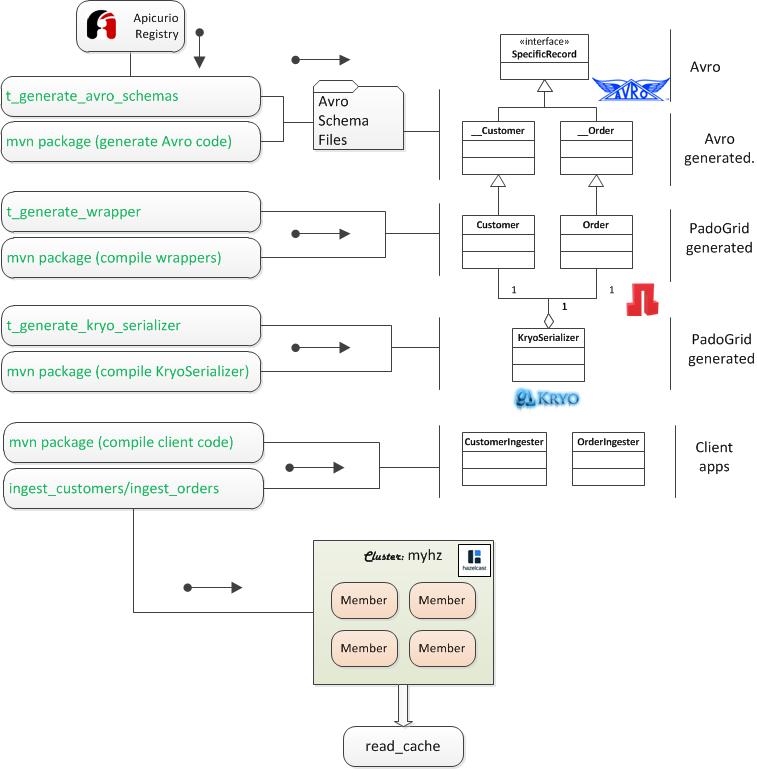 Apicurio
Registry
«interface»
SpecificRecord
Avro
AVRO
t_generate_avro_schemas
Avro
Schema
Files
mvn package (generate Avro code)
__Customer
__Order
Avro
generated.
t_generate_wrapper
mvn package (compile wrappers)
Customer
Order
PadoGrid
generated
1
1
1
t_generate_kryo_serializer
mvn package (compile KryoSerializer)
KryoSerializer
PadoGrid
generated
KRYO
mvn package (compile client code)
ingest_customers/ingest_orders
CustomerIngester
OrderIngester
Client
apps
Cluster: myhz
hazelcast
Member
Member
Member
Member
read_cache